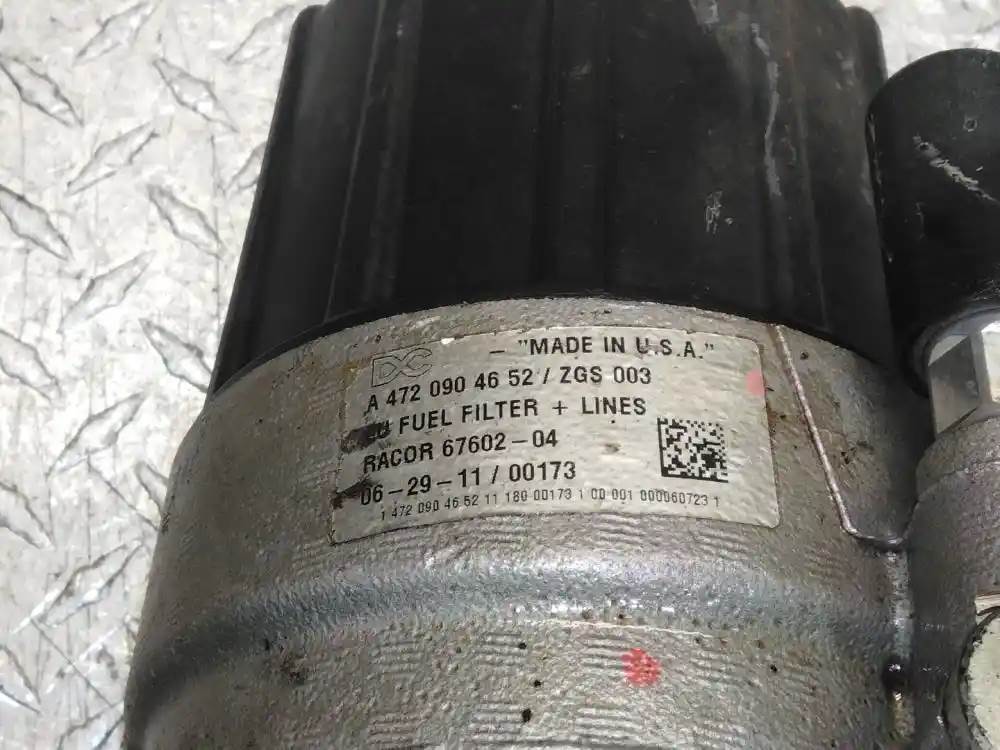 DC - "MADE IN U.S.A."
A 472 090 46 52 / ZGS 003
FUEL FILTER + LINES
RACOR 67602-04
06-29-11 / 00173
1 472 090 46 52 11 180 00173 1 00 001 000060723 1